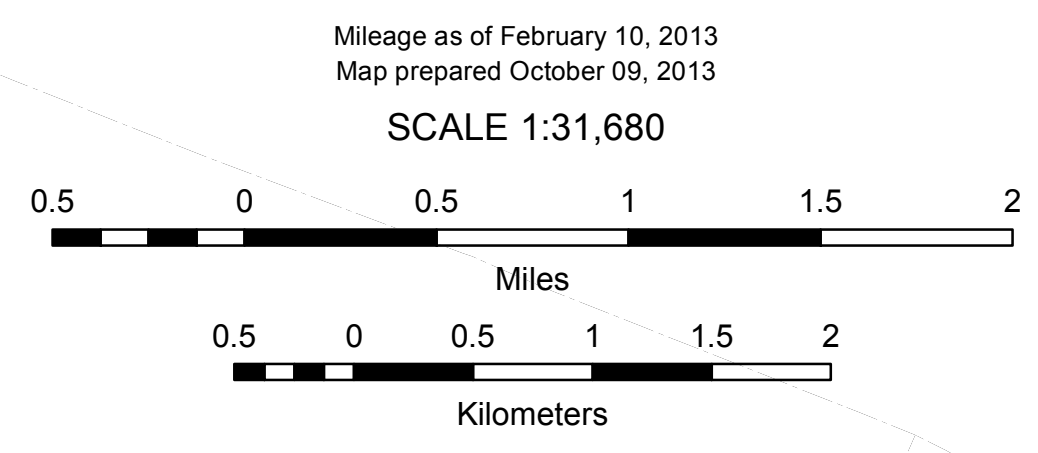 Mileage as of February 10, 2013
Map prepared October 09, 2013
SCALE 1:31,680
0.5 0 0.5 1 1.5 2
Miles
0.5 0 0.5 1 1.5 2
Kilometers